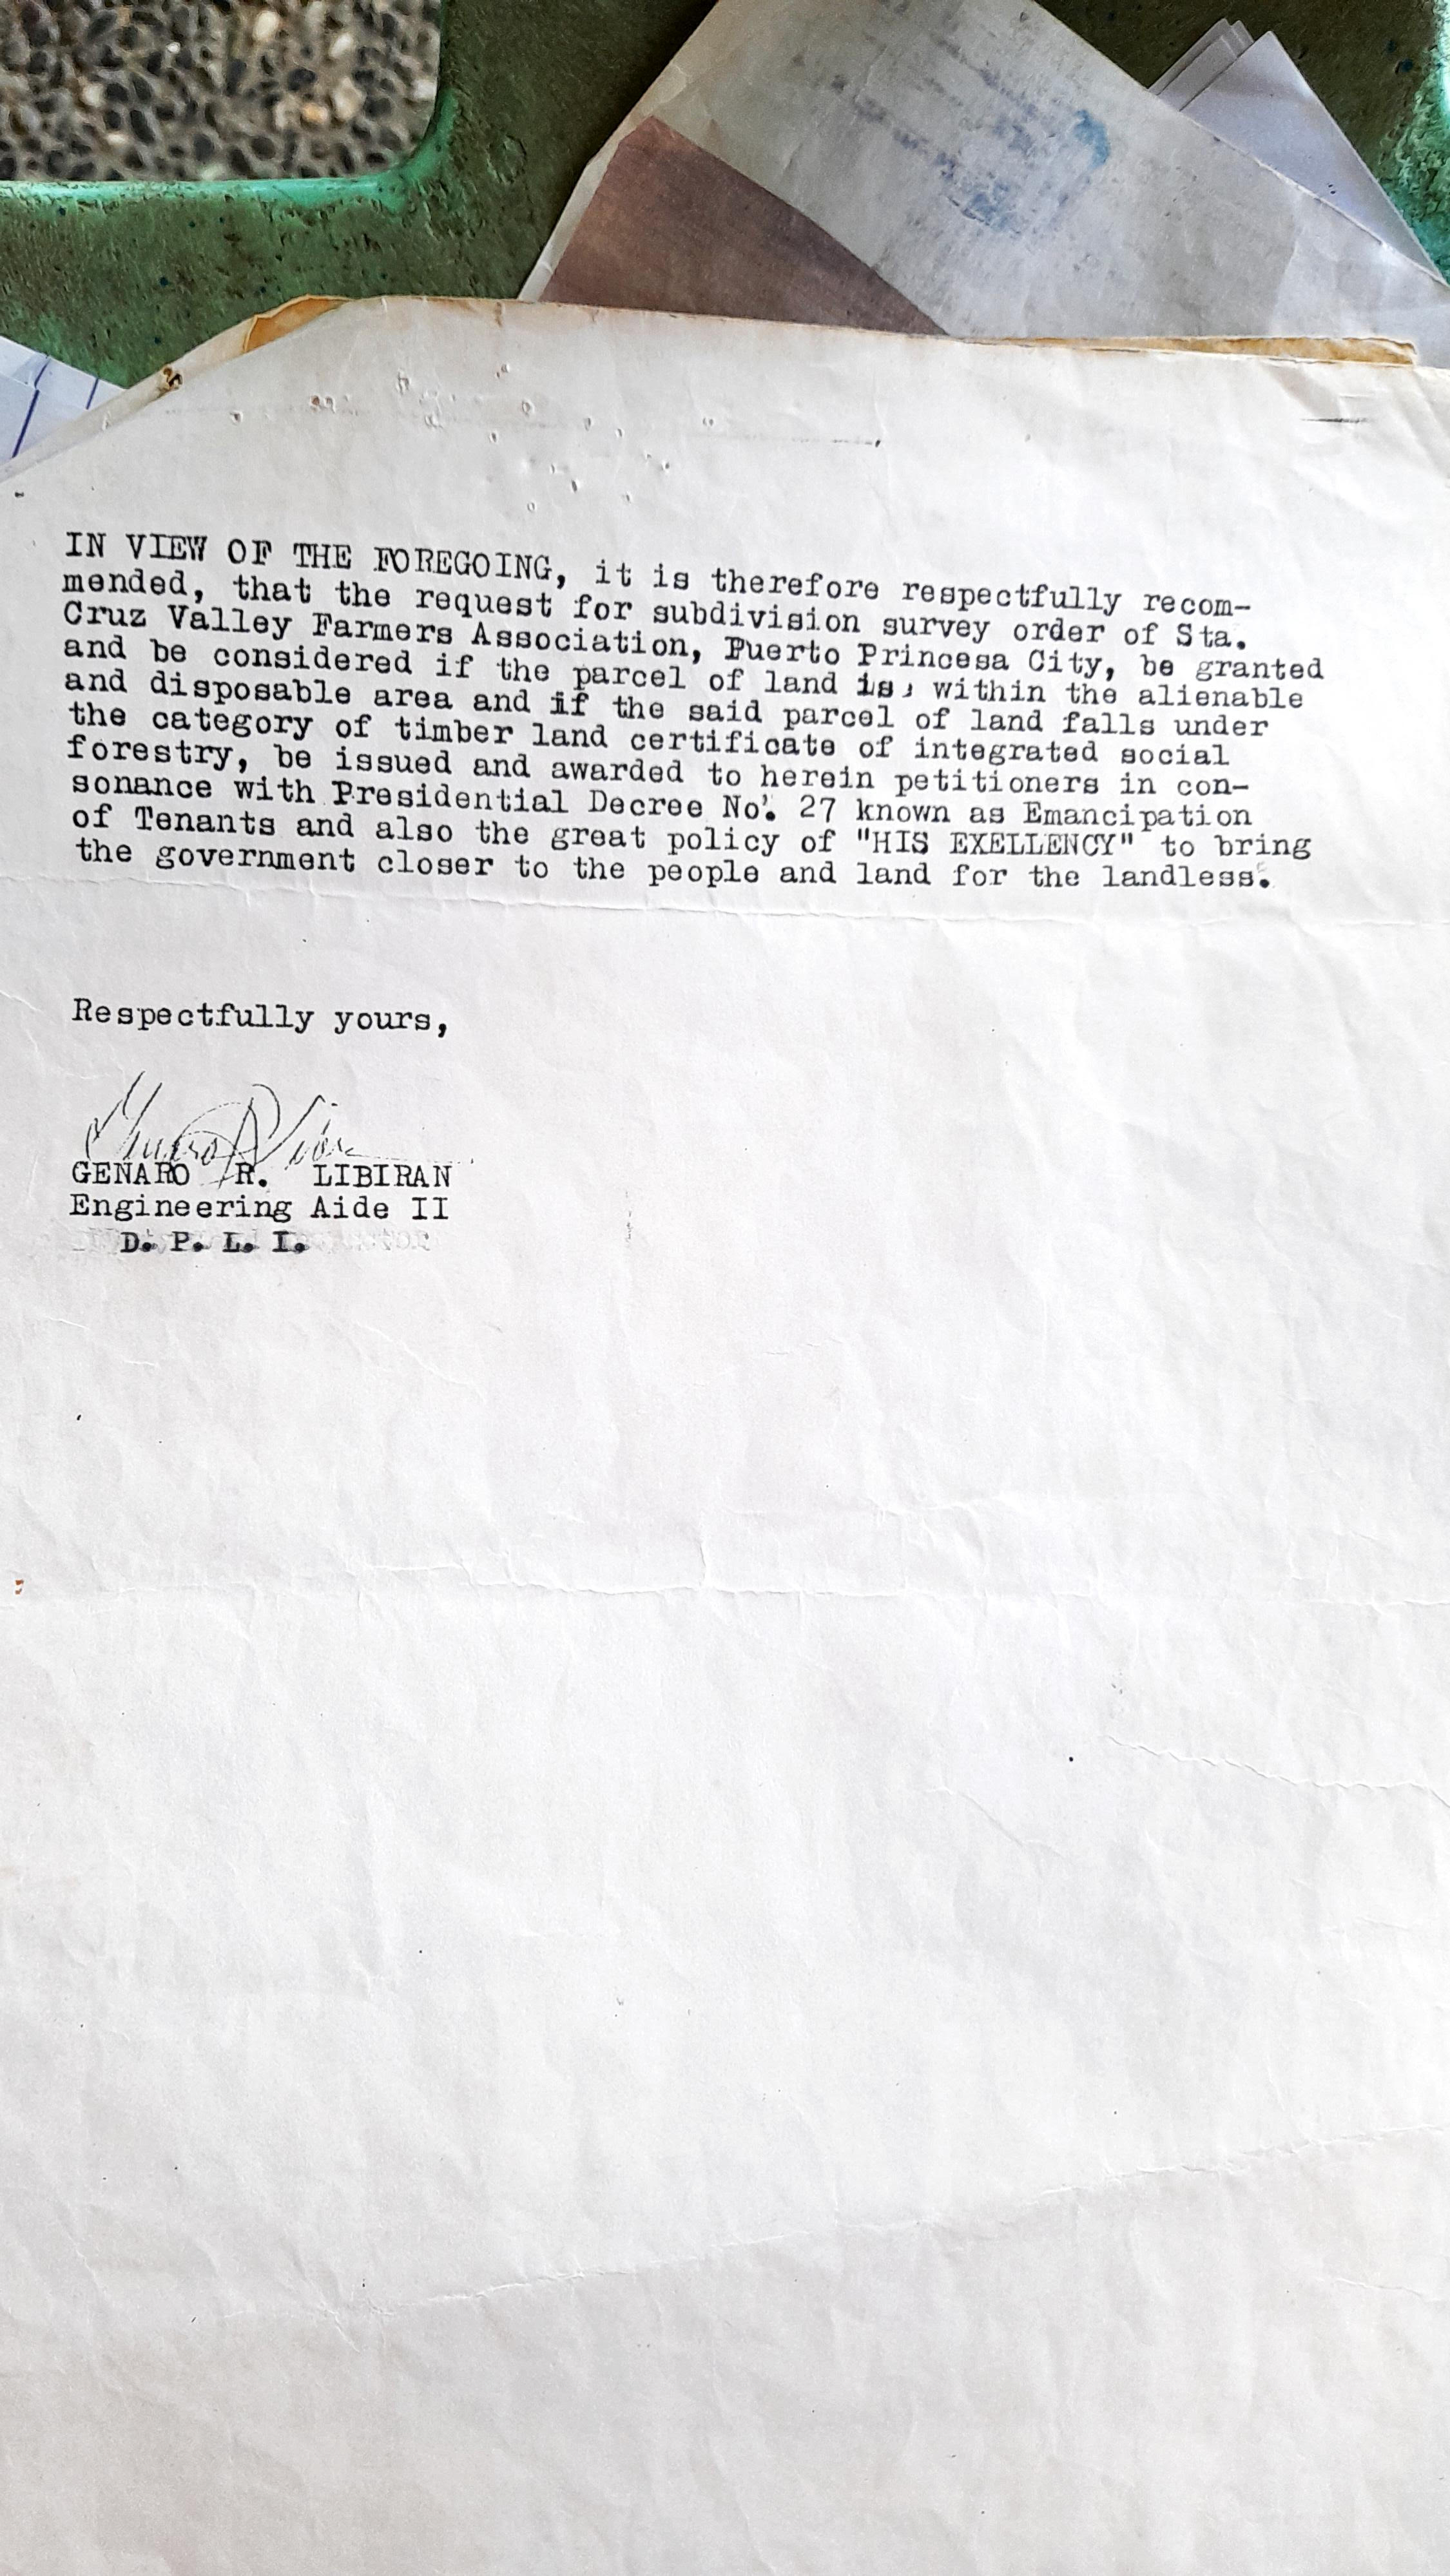 IN VIEW OF THE FOREGOING, it is therefore respectfully recom-
mended, that the request for subdivision survey order of Sta.
Cruz Valley Farmers Association, Puerto Princesa City, be granted
and be considered if the parcel of land is, within the alienable
and disposable area and if the said parcel of land falls under
the category of timber land certificate of integrated social
forestry, be issued and awarded to herein petitioners in con-
sonance with Presidential Decree No. 27 known as Emancipation
of Tenants and also the great policy of "HIS EXELLENCY" to bring
the government closer to the people and land for the landless.
Respectfully yours,
GENARO R. LIBIRAN
Engineering Aide II
D. P. L. I.